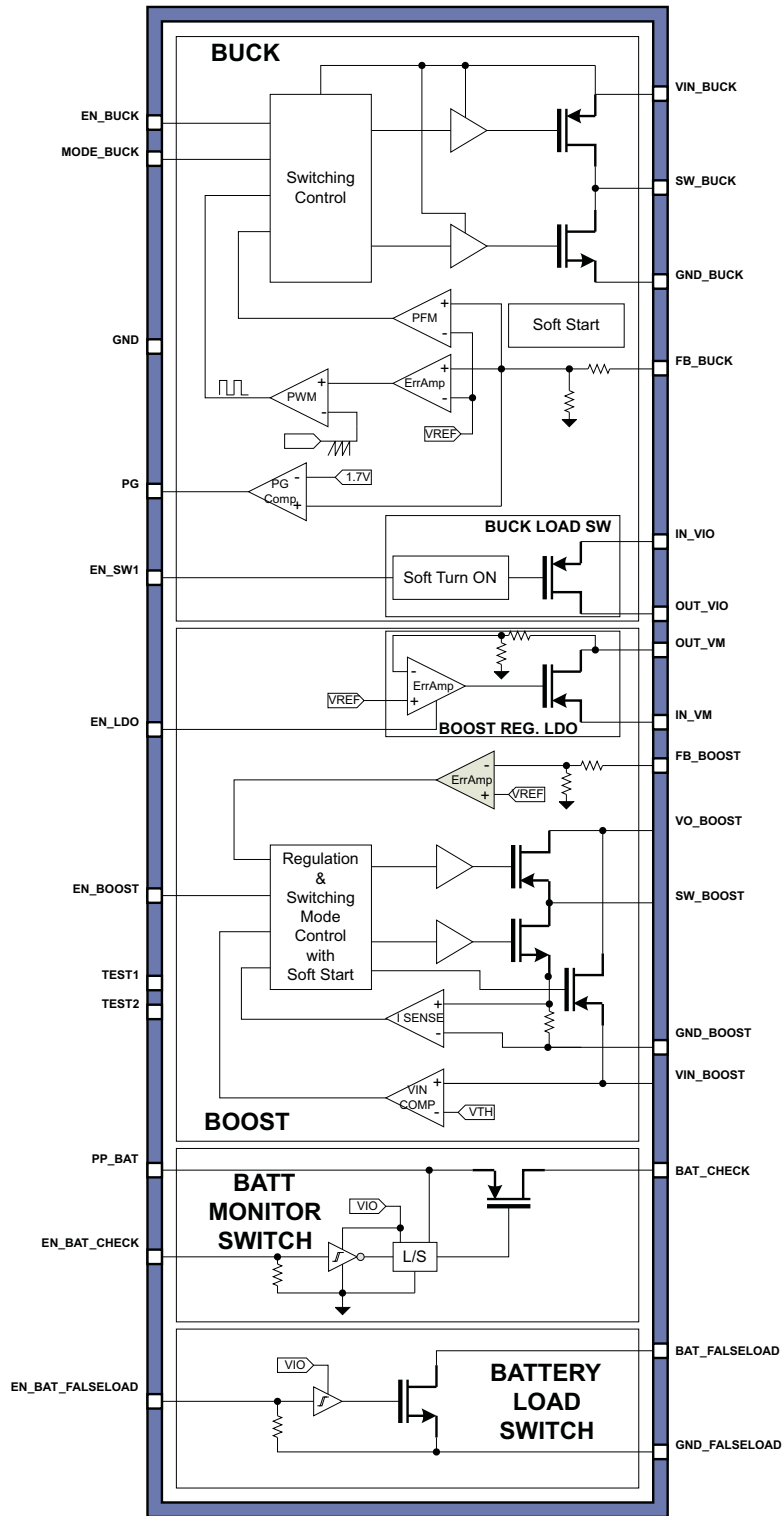 BUCK
VIN_BUCK
EN_BUCK
MODE_BUCK
Switching
Control
SW_BUCK
GND_BUCK
PFM
+
-
Soft Start
GND
FB_BUCK
ErrAmp
+
-
PWM
+
-
VREF
PG
PG
Comp
-
+
1.7V
BUCK LOAD SW
IN_VIO
EN_SW1
Soft Turn ON
OUT_VIO
OUT_VM
-
ErrAmp
+
VREF
EN_LDO
BOOST REG. LDO
IN_VM
FB_BOOST
-
ErrAmp
+
VREF
VO_BOOST
Regulation
&
Switching
Mode
Control
with
Soft Start
EN_BOOST
SW_BOOST
TEST1
TEST2
+
I SENSE
-
GND_BOOST
VIN_BOOST
VIN
COMP
+
-
VTH
BOOST
PP_BAT
BAT_CHECK
BATT
MONITOR
SWITCH
VIO
EN_BAT_CHECK
L/S
BAT_FALSELOAD
VIO
EN_BAT_FALSELOAD
BATTERY
LOAD
SWITCH
GND_FALSELOAD